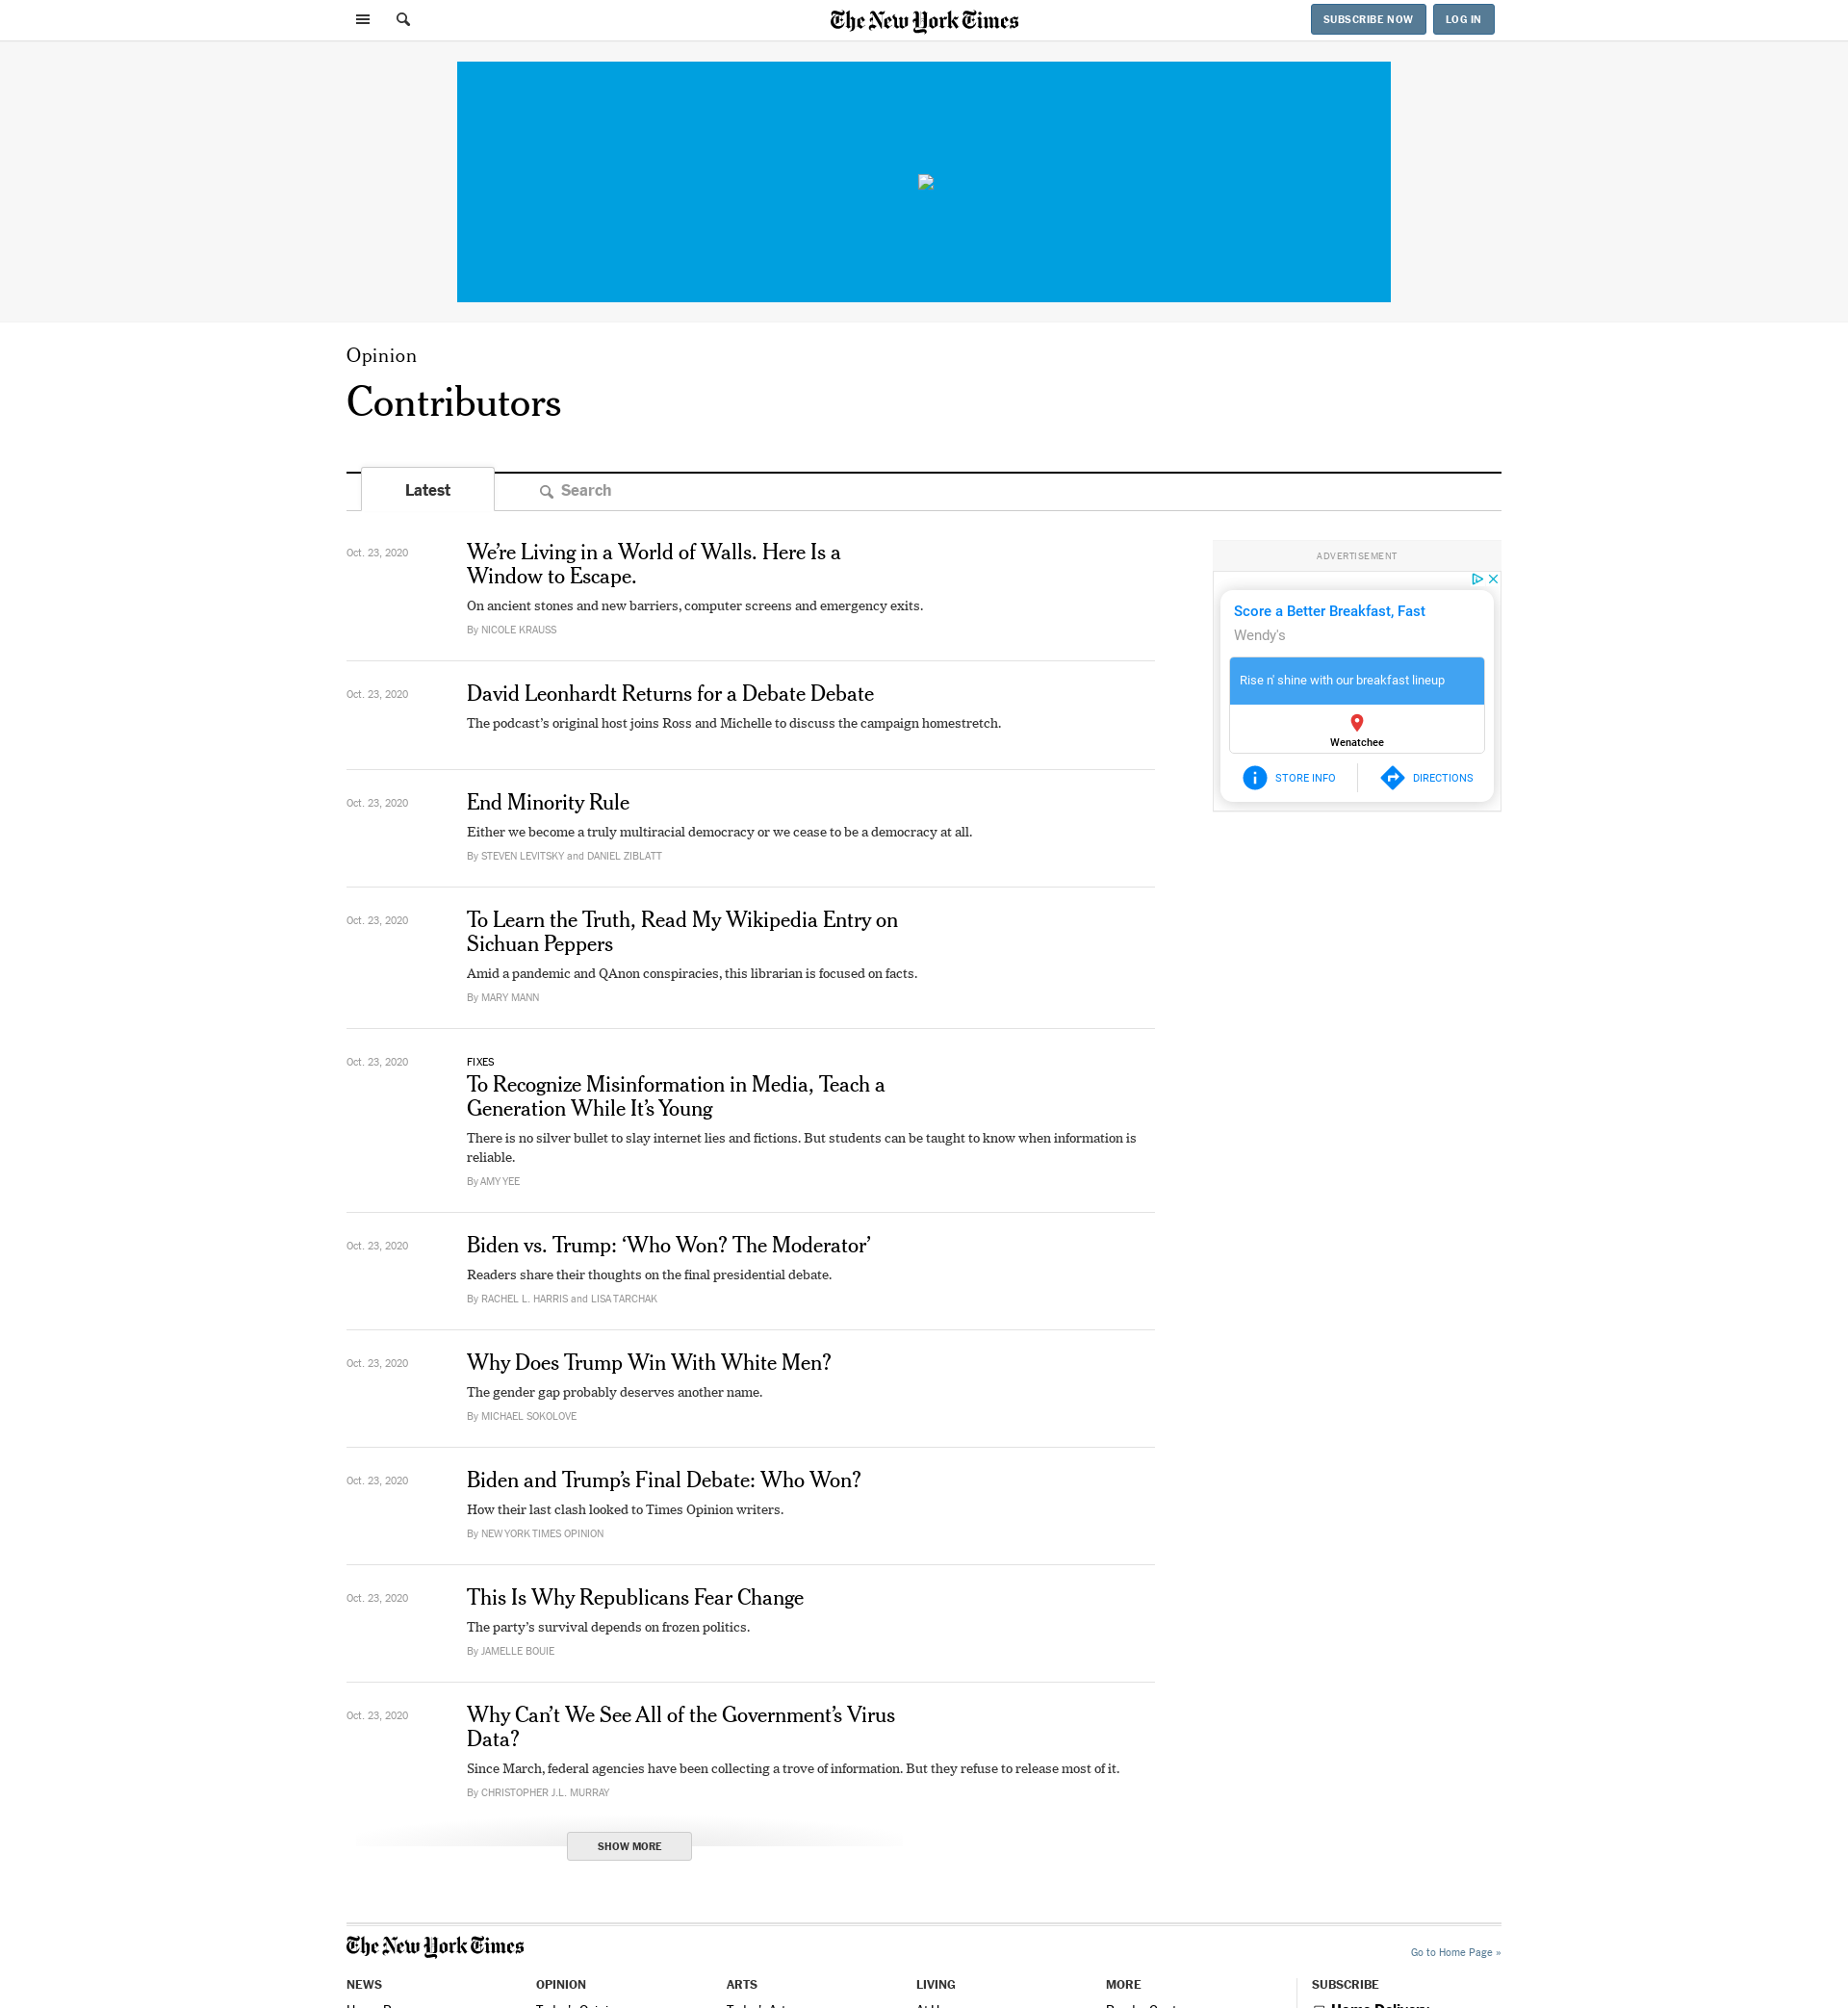 The New York Times
SUBSCRIBE NOW
LOG IN
Opinion
Contributors
Latest
Search
Oct. 23, 2020
We’re Living in a World of Walls. Here Is a
Window to Escape.
On ancient stones and new barriers, computer screens and emergency exits.
By NICOLE KRAUSS
ADVERTISEMENT
Score a Better Breakfast, Fast
Wendy's
Rise n' shine with our breakfast lineup
Wenatchee
STORE INFO
DIRECTIONS
Oct. 23, 2020
David Leonhardt Returns for a Debate Debate
The podcast’s original host joins Ross and Michelle to discuss the campaign homestretch.
Oct. 23, 2020
End Minority Rule
Either we become a truly multiracial democracy or we cease to be a democracy at all.
By STEVEN LEVITSKY and DANIEL ZIBLATT
Oct. 23, 2020
To Learn the Truth, Read My Wikipedia Entry on
Sichuan Peppers
Amid a pandemic and QAnon conspiracies, this librarian is focused on facts.
By MARY MANN
Oct. 23, 2020
FIXES
To Recognize Misinformation in Media, Teach a
Generation While It’s Young
There is no silver bullet to slay internet lies and fictions. But students can be taught to know when information is
reliable.
By AMY YEE
Oct. 23, 2020
Biden vs. Trump: ‘Who Won? The Moderator’
Readers share their thoughts on the final presidential debate.
By RACHEL L. HARRIS and LISA TARCHAK
Oct. 23, 2020
Why Does Trump Win With White Men?
The gender gap probably deserves another name.
By MICHAEL SOKOLOVE
Oct. 23, 2020
Biden and Trump’s Final Debate: Who Won?
How their last clash looked to Times Opinion writers.
By NEW YORK TIMES OPINION
Oct. 23, 2020
This Is Why Republicans Fear Change
The party’s survival depends on frozen politics.
By JAMELLE BOUIE
Oct. 23, 2020
Why Can’t We See All of the Government’s Virus
Data?
Since March, federal agencies have been collecting a trove of information. But they refuse to release most of it.
By CHRISTOPHER J.L. MURRAY
SHOW MORE
The New York Times
Go to Home Page »
NEWS
OPINION
ARTS
LIVING
MORE
SUBSCRIBE
Home Delivery